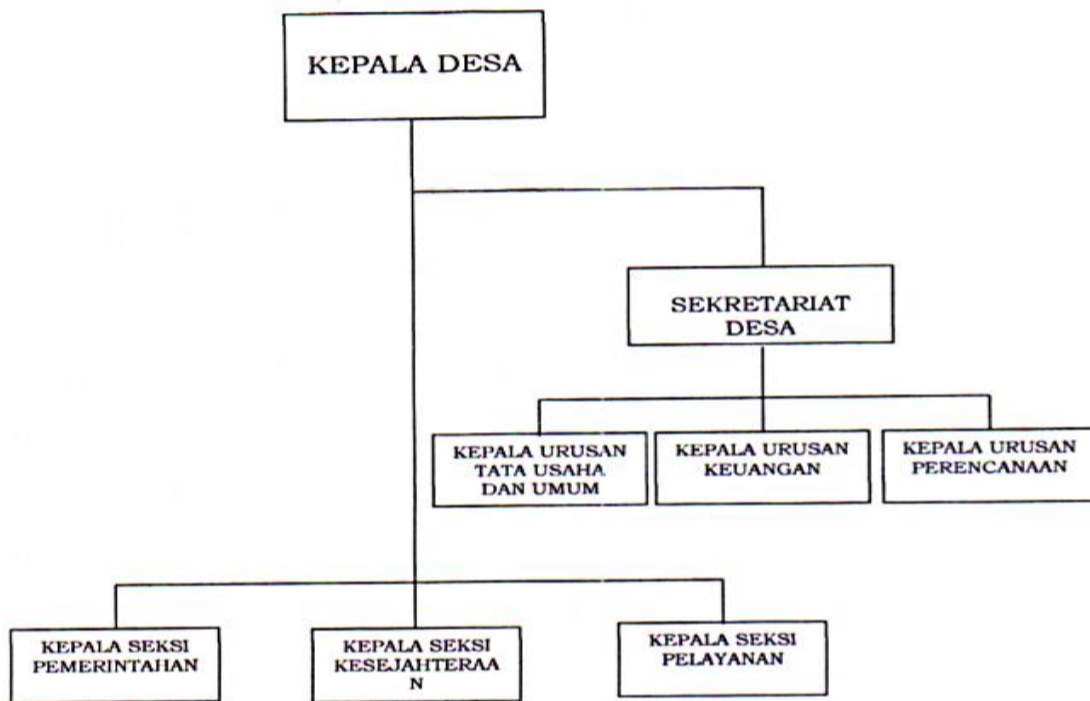 KEPALA DESA
SEKRETARIAT
DESA
KEPALA URUSAN
TATA USAHA
DAN UMUM
KEPALA URUSAN
KEUANGAN
KEPALA URUSAN
PERENCANAAN
KEPALA SEKSI
PEMERINTAHAN
KEPALA SEKSI
KESEJAHTERAA
N
KEPALA SEKSI
PELAYANAN